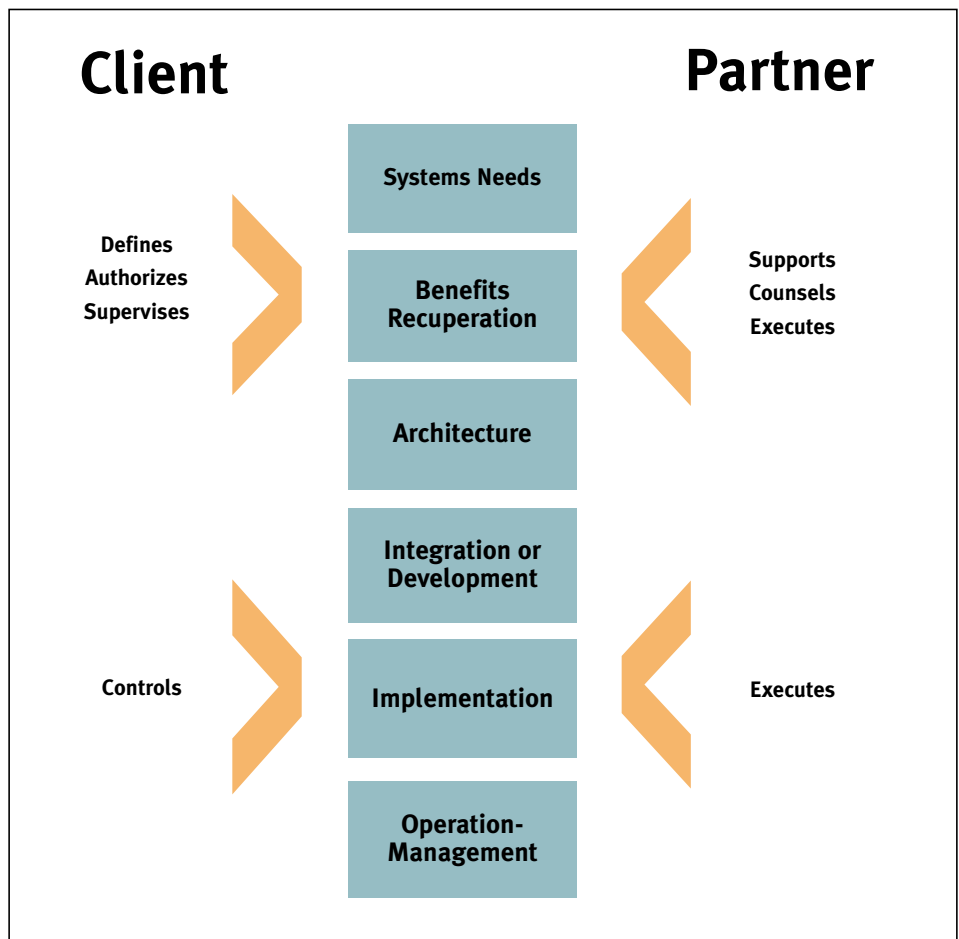 Client
Partner
Systems Needs
Defines
Authorizes
Supervises
Benefits
Recuperation
Supports
Counsels
Executes
Architecture
Integration or
Development
Controls
Implementation
Executes
Operation-
Management